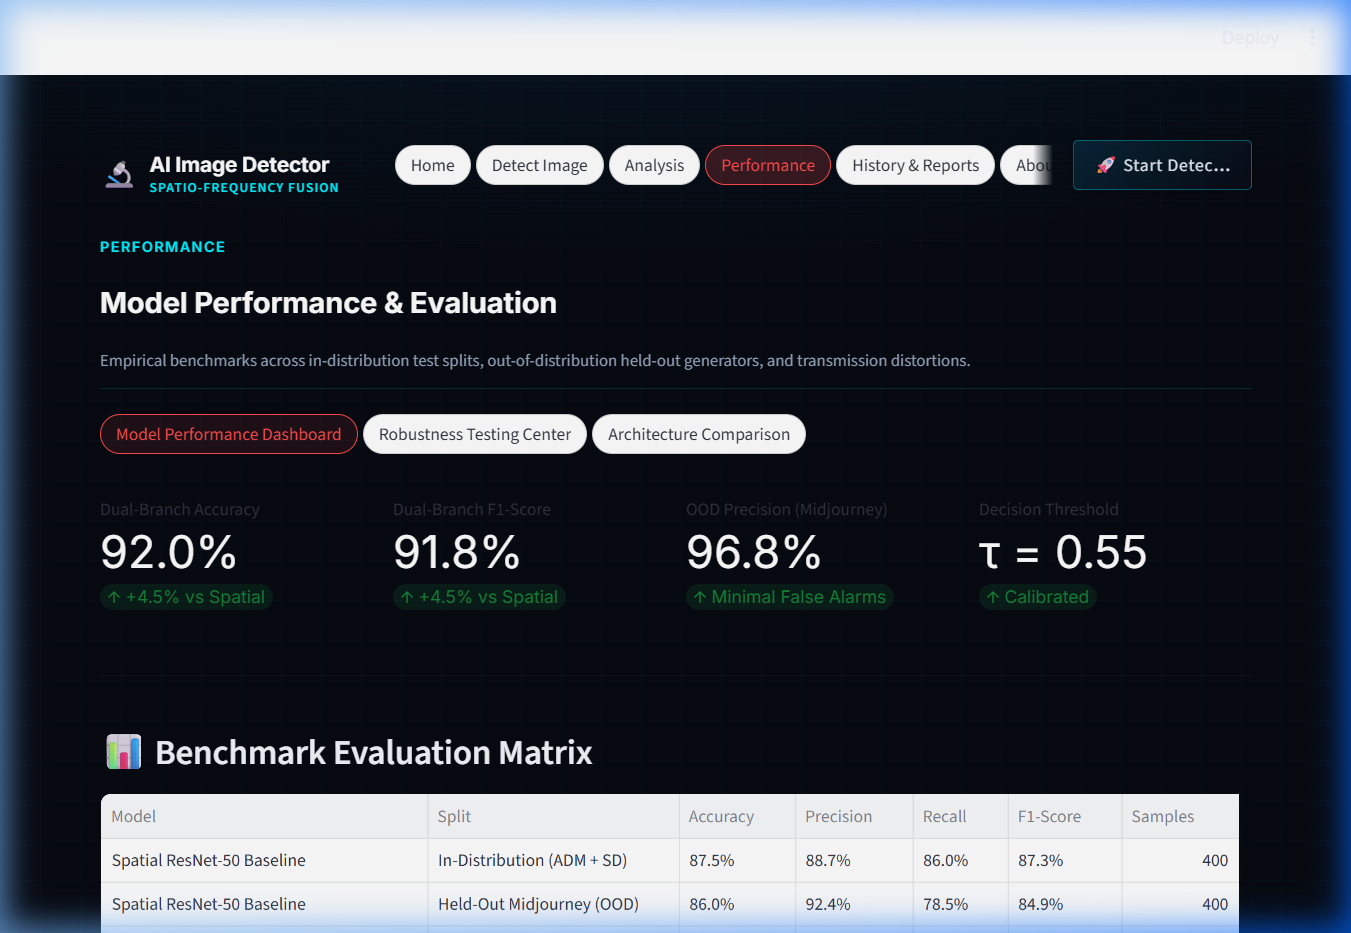 Deploy
AI Image Detector
SPATIO-FREQUENCY FUSION
Home
Detect Image
Analysis
Performance
History & Reports
Abou
🚀 Start Detec...
PERFORMANCE
Model Performance & Evaluation
Empirical benchmarks across in-distribution test splits, out-of-distribution held-out generators, and transmission distortions.
Model Performance Dashboard
Robustness Testing Center
Architecture Comparison
Dual-Branch Accuracy
92.0%
↑ +4.5% vs Spatial
Dual-Branch F1-Score
91.8%
↑ +4.5% vs Spatial
OOD Precision (Midjourney)
96.8%
↑ Minimal False Alarms
Decision Threshold
τ = 0.55
↑ Calibrated
📊 Benchmark Evaluation Matrix
Model Split Accuracy Precision Recall F1-Score Samples
Spatial ResNet-50 Baseline In-Distribution (ADM + SD) 87.5% 88.7% 86.0% 87.3% 400
Spatial ResNet-50 Baseline Held-Out Midjourney (OOD) 86.0% 92.4% 78.5% 84.9% 400